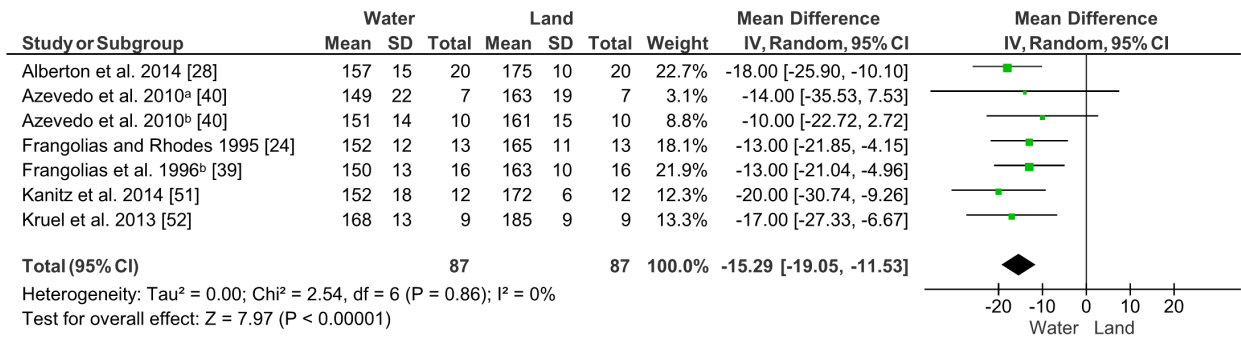 Water Land Mean Difference Mean Difference
Study or Subgroup Mean SD Total Mean SD Total Weight IV, Random, 95% CI IV, Random, 95% CI
Alberton et al. 2014 [28] 157 15 20 175 10 20 22.7% -18.00 [-25.90, -10.10]
Azevedo et al. 2010ᵃ [40] 149 22 7 163 19 7 3.1% -14.00 [-35.53, 7.53]
Azevedo et al. 2010ᵇ [40] 151 14 10 161 15 10 8.8% -10.00 [-22.72, 2.72]
Frangolias and Rhodes 1995 [24] 152 12 13 165 11 13 18.1% -13.00 [-21.85, -4.15]
Frangolias et al. 1996ᵇ [39] 150 13 16 163 10 16 21.9% -13.00 [-21.04, -4.96]
Kanitz et al. 2014 [51] 152 18 12 172 6 12 12.3% -20.00 [-30.74, -9.26]
Kruel et al. 2013 [52] 168 13 9 185 9 9 13.3% -17.00 [-27.33, -6.67]
Total (95% CI) 87 87 100.0% -15.29 [-19.05, -11.53]
Heterogeneity: Tau² = 0.00; Chi² = 2.54, df = 6 (P = 0.86); I² = 0%
Test for overall effect: Z = 7.97 (P < 0.00001)
-20 -10 0 10 20
Water Land